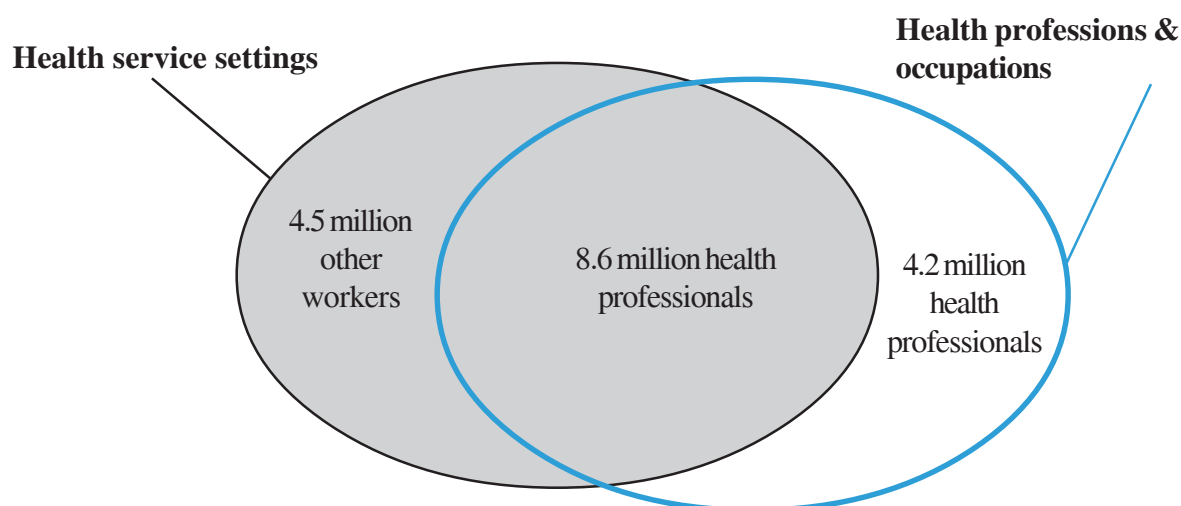 Health service settings
Health professions &
occupations
4.5 million
other
workers
8.6 million health
professionals
4.2 million
health
professionals